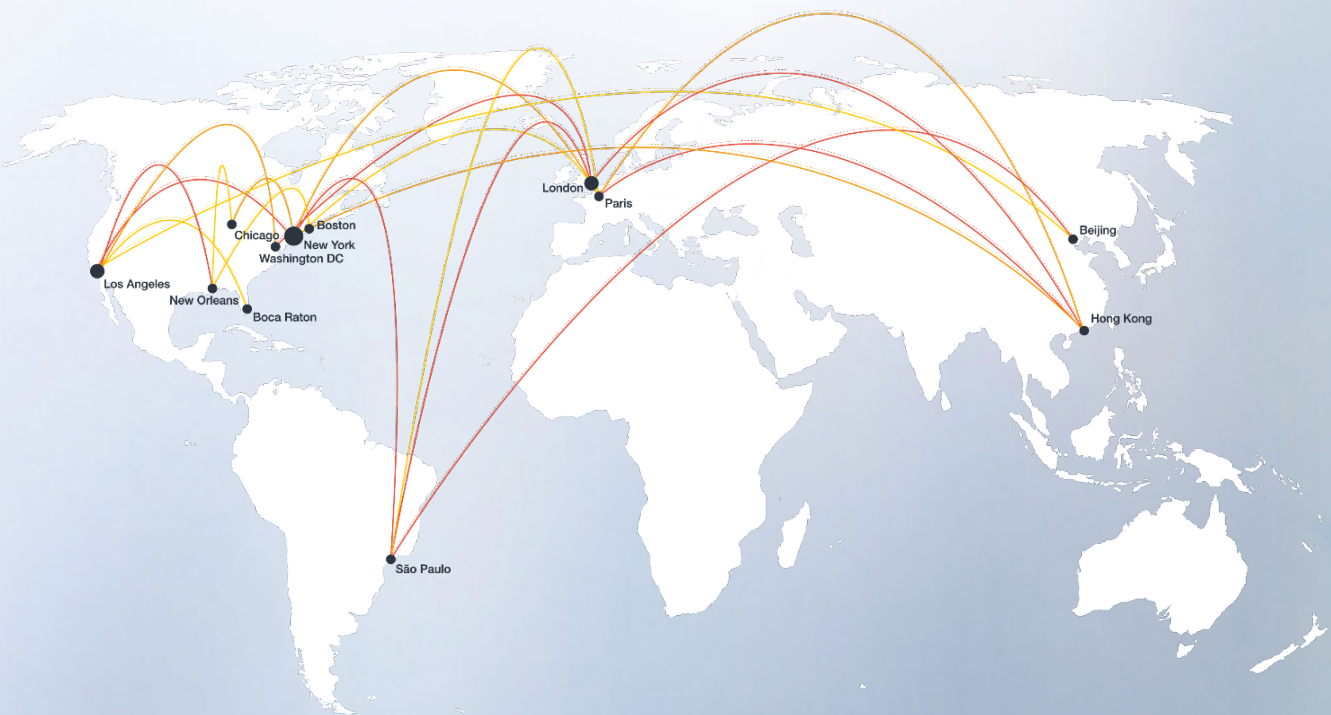 London
Paris
Boston
Chicago
New York
Washington DC
Beijing
Los Angeles
New Orleans
Boca Raton
Hong Kong
São Paulo